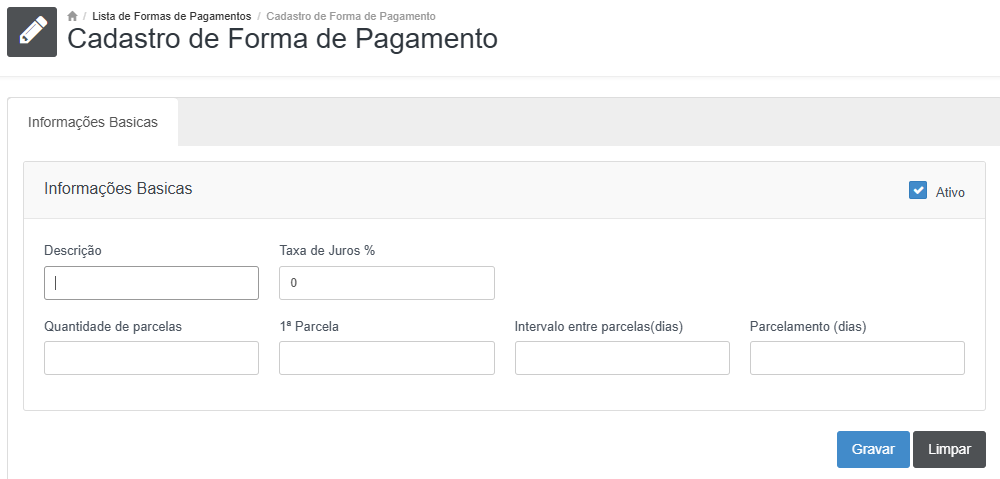 / Lista de Formas de Pagamentos / Cadastro de Forma de Pagamento
Cadastro de Forma de Pagamento
Informações Basicas
Informações Basicas
Ativo
Descrição Taxa de Juros %
0
Quantidade de parcelas 1ª Parcela Intervalo entre parcelas(dias) Parcelamento (dias)
Gravar Limpar